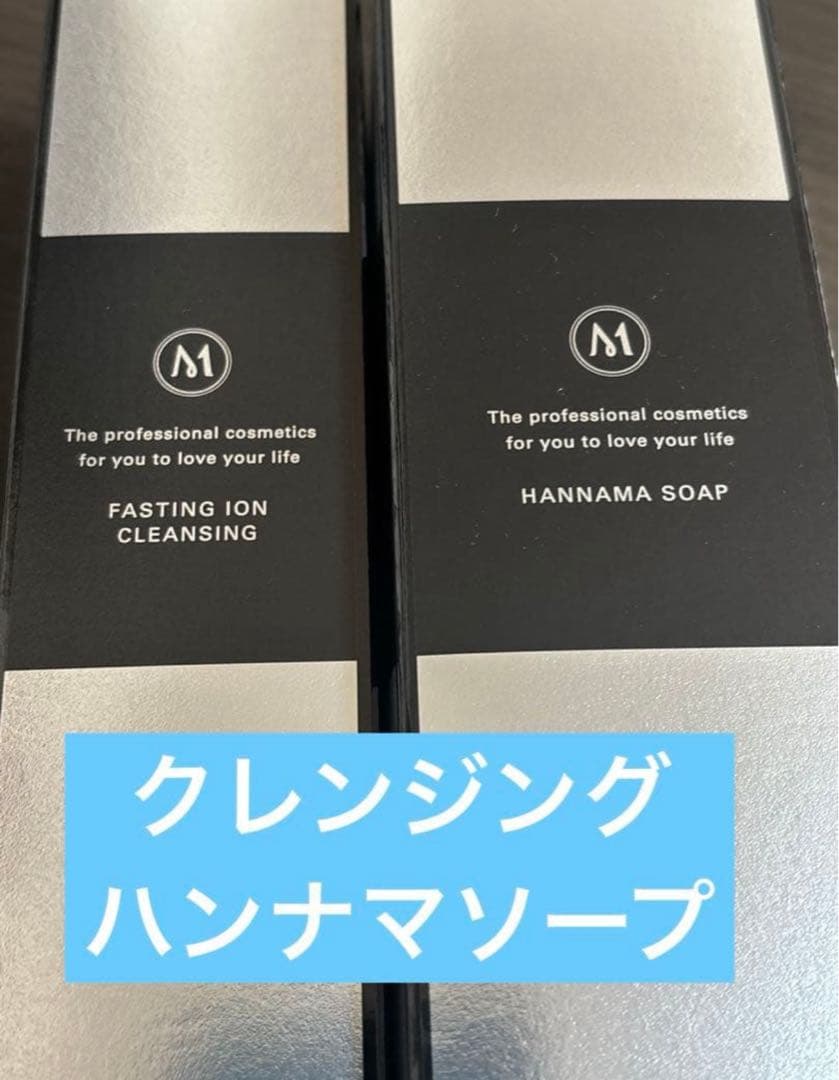 M
The professional cosmetics
for you to love your life
FASTING ION
CLEANSING
M
The professional cosmetics
for you to love your life
HANNAMA SOAP
クレンジング
ハンナマソープ